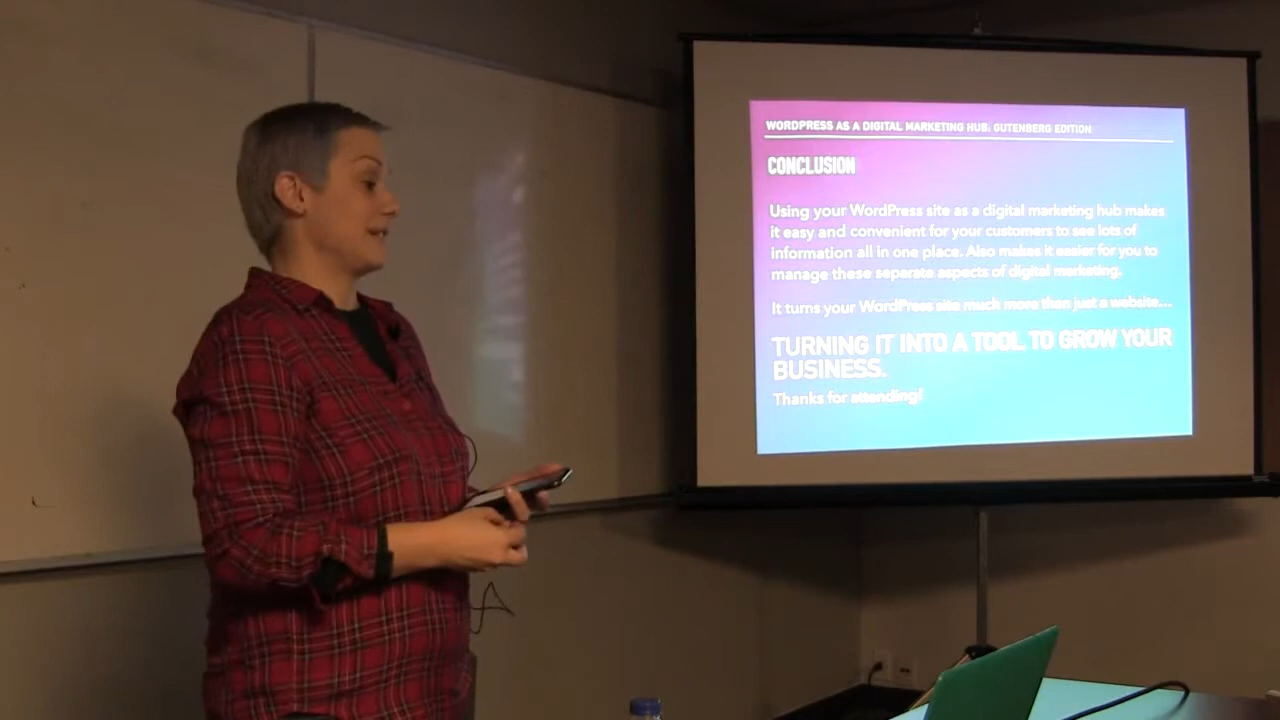 WORDPRESS AS A DIGITAL MARKETING HUB: GUTENBERG EDITION
CONCLUSION
Using your WordPress site as a digital marketing hub makes
it easy and convenient for your customers to see lots of
information all in one place. Also makes it easier for you to
manage these separate aspects of digital marketing.
It turns your WordPress site much more than just a website...
TURNING IT INTO A TOOL TO GROW YOUR
BUSINESS.
Thanks for attending!